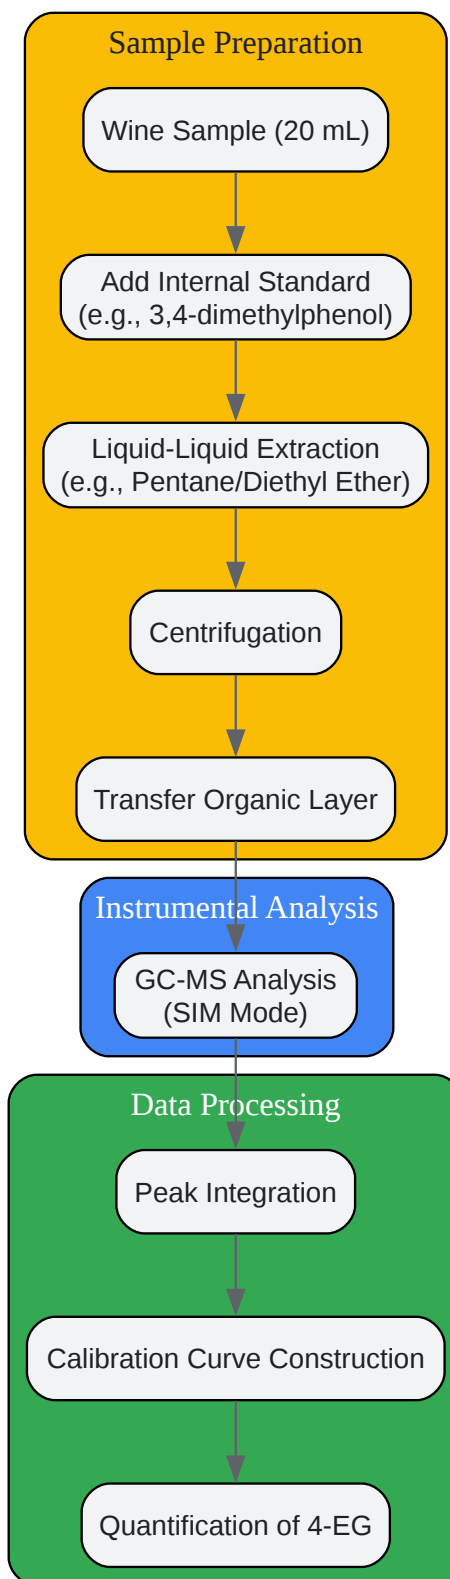 Sample Preparation
Wine Sample (20 mL)
Add Internal Standard
(e.g., 3,4-dimethylphenol)
Liquid-Liquid Extraction
(e.g., Pentane/Diethyl Ether)
Centrifugation
Transfer Organic Layer
Instrumental Analysis
GC-MS Analysis
(SIM Mode)
Data Processing
Peak Integration
Calibration Curve Construction
Quantification of 4-EG